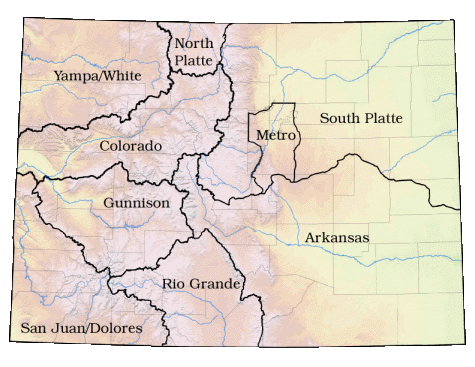 North
Platte
Yampa/White
South Platte
Metro
Colorado
Gunnison
Arkansas
Rio Grande
San Juan/Dolores